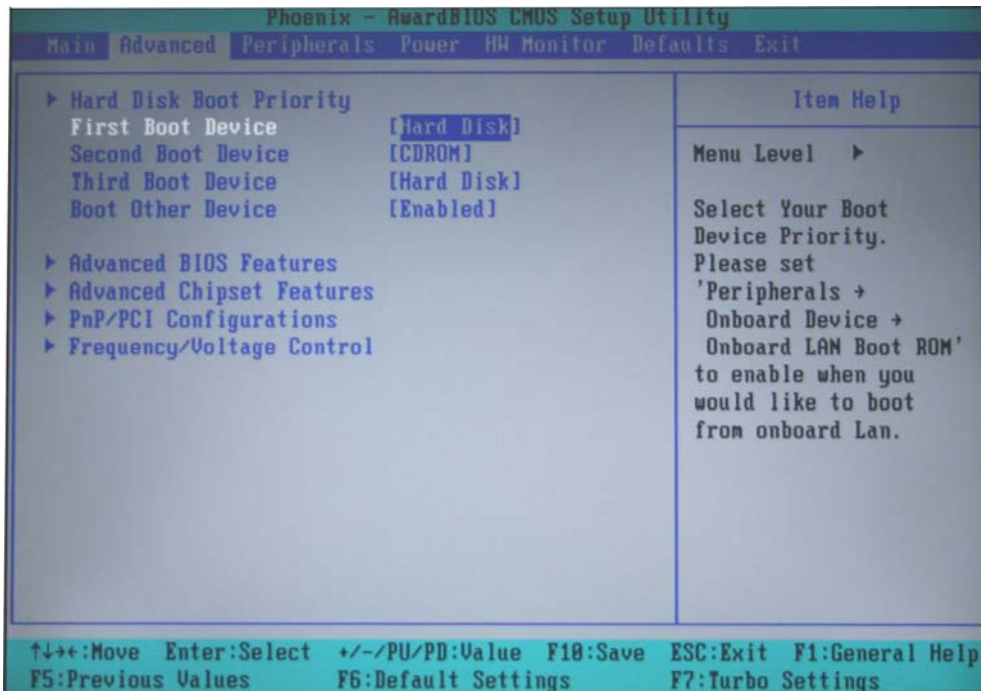 Phoenix - AwardBIOS CMOS Setup Utility
Main Advanced Peripherals Power HW Monitor Defaults Exit
▶ Hard Disk Boot Priority
First Boot Device [Hard Disk]
Second Boot Device [CDROM]
Third Boot Device [Hard Disk]
Boot Other Device [Enabled]
▶ Advanced BIOS Features
▶ Advanced Chipset Features
▶ PnP/PCI Configurations
▶ Frequency/Voltage Control
Item Help
Menu Level ▶
Select Your Boot
Device Priority.
Please set
'Peripherals →
Onboard Device →
Onboard LAN Boot ROM'
to enable when you
would like to boot
from onboard Lan.
↑↓→←:Move Enter:Select +/-/PU/PD:Value F10:Save ESC:Exit F1:General Help
F5:Previous Values F6:Default Settings F7:Turbo Settings